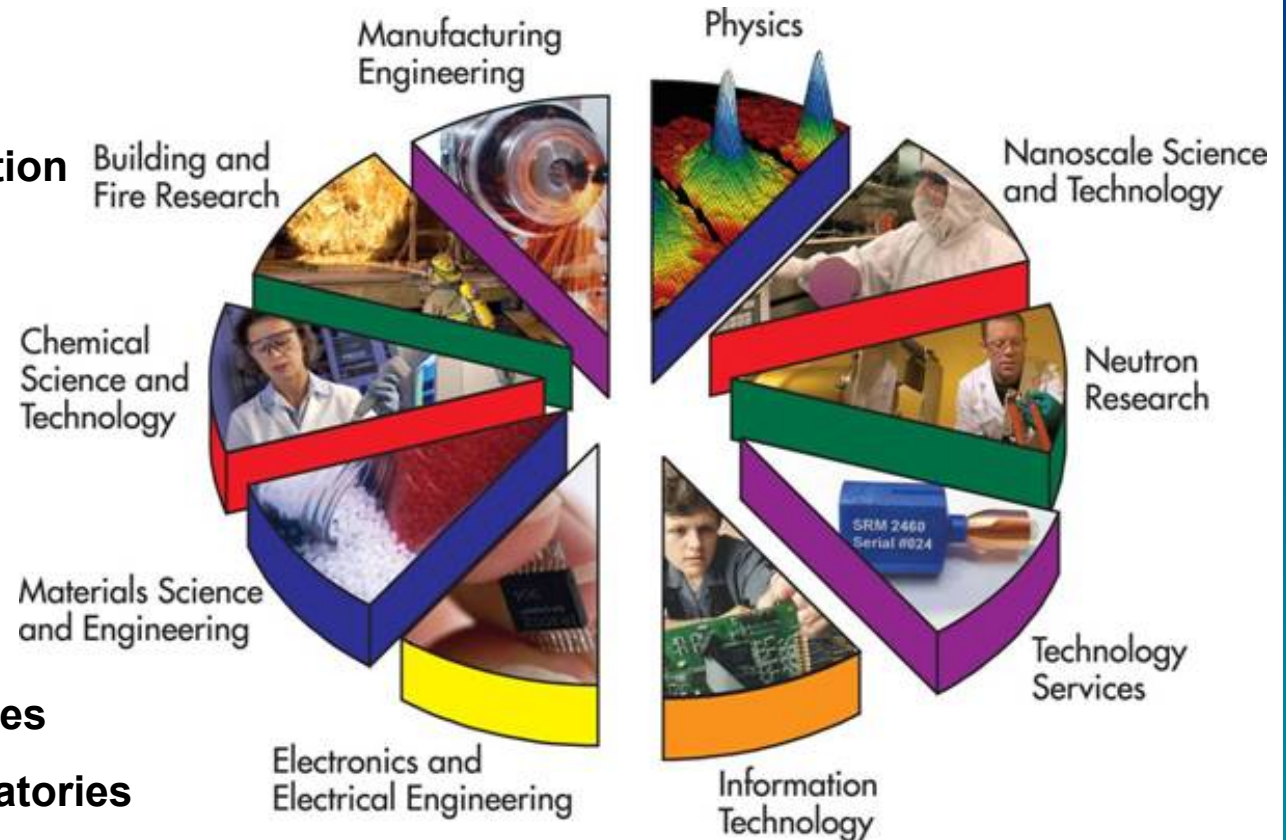 Manufacturing
Engineering
Physics
tion
Building and
Fire Research
Nanoscale Science
and Technology
Chemical
Science and
Technology
Neutron
Research
SRM 2460
Serial #024
Materials Science
and Engineering
Technology
Services
es
Electronics and
Electrical Engineering
atories
Information
Technology